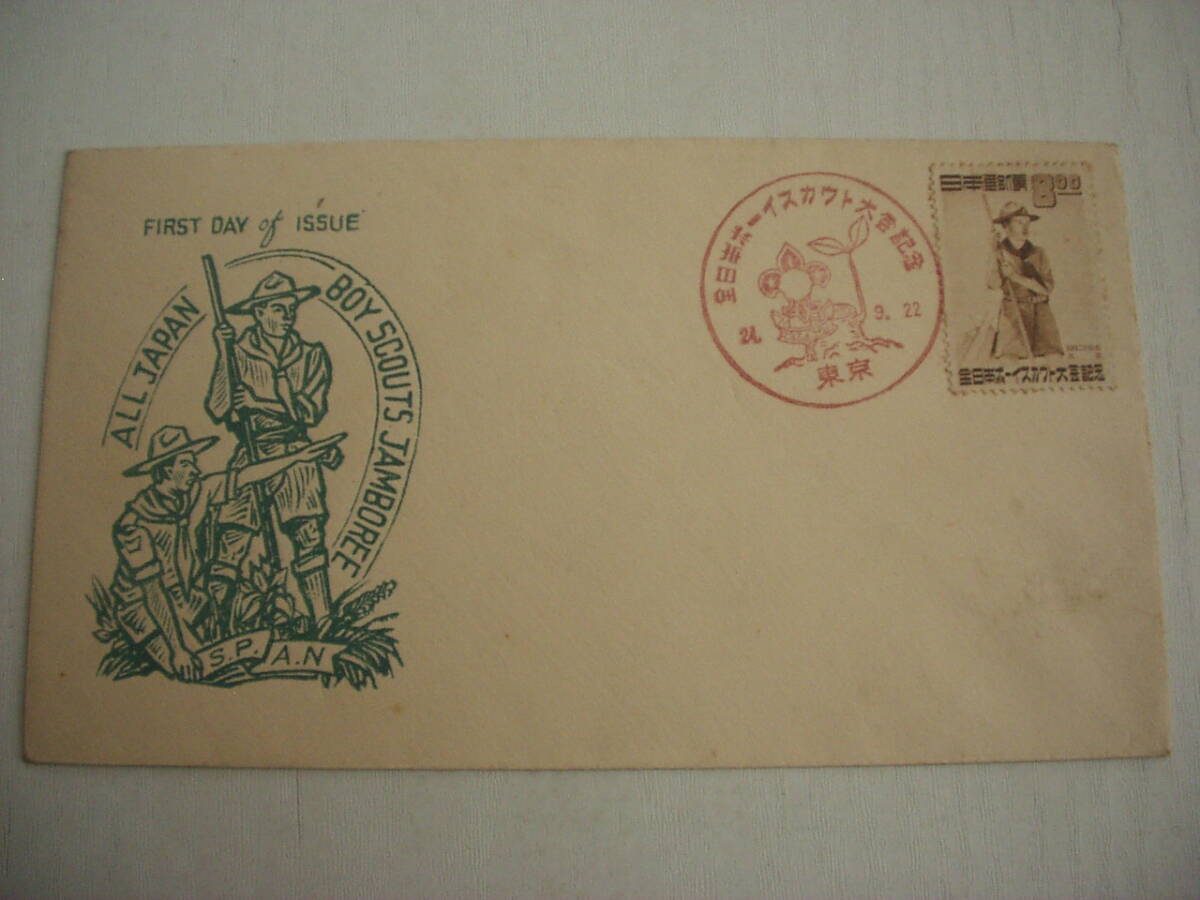 FIRST DAY of ISSUE
ALL JAPAN
BOY SCOUTS JAMBOREE
S.P.A.N
全日本ボーイスカウト大会記念
24. 9. 22
東京
日本郵便 8.00
全日本ボーイスカウト大会記念